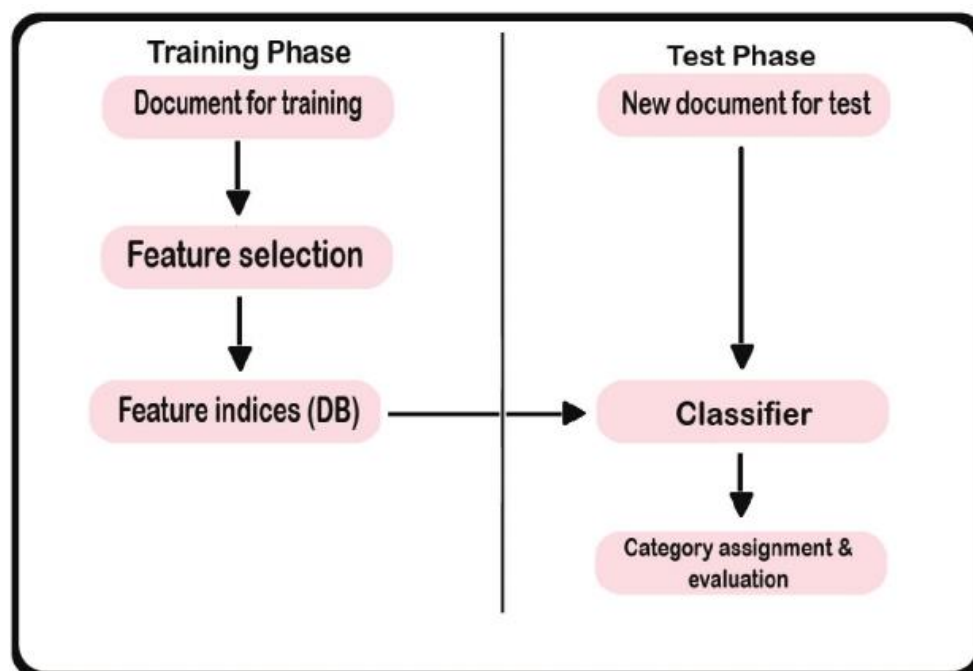 Training Phase
Document for training
Feature selection
Feature indices (DB)
Test Phase
New document for test
Classifier
Category assignment &
evaluation